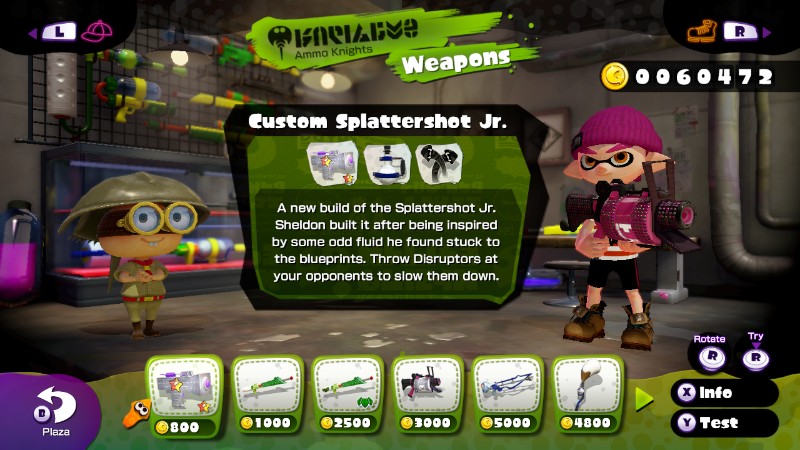 L
R
Ammo Knights
Weapons
0060472
Custom Splattershot Jr.
A new build of the Splattershot Jr.
Sheldon built it after being inspired
by some odd fluid he found stuck to
the blueprints. Throw Disruptors at
your opponents to slow them down.
Rotate
R
Try
R
X Info
Y Test
B
Plaza
800
1000
2500
3000
5000
4800